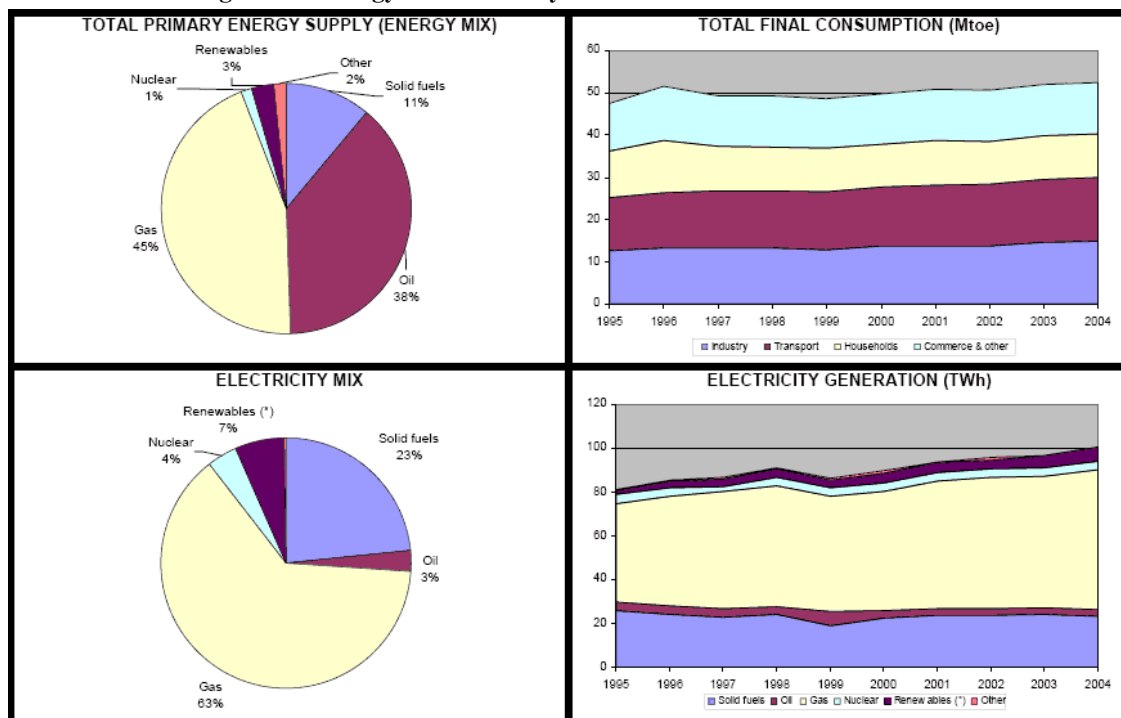 TOTAL PRIMARY ENERGY SUPPLY (ENERGY MIX)
Renewables
3%
Other
2%
Nuclear
1%
Solid fuels
11%
Gas
45%
Oil
38%
TOTAL FINAL CONSUMPTION (Mtoe)
60
50
40
30
20
10
0
1995 1996 1997 1998 1999 2000 2001 2002 2003 2004
Industry Transport Households Commerce & other
ELECTRICITY MIX
Renewables (*)
7%
Nuclear
4%
Solid fuels
23%
Oil
3%
Gas
63%
ELECTRICITY GENERATION (TWh)
120
100
80
60
40
20
0
1995 1996 1997 1998 1999 2000 2001 2002 2003 2004
Solid fuels Oil Gas Nuclear Renewables (*) Other